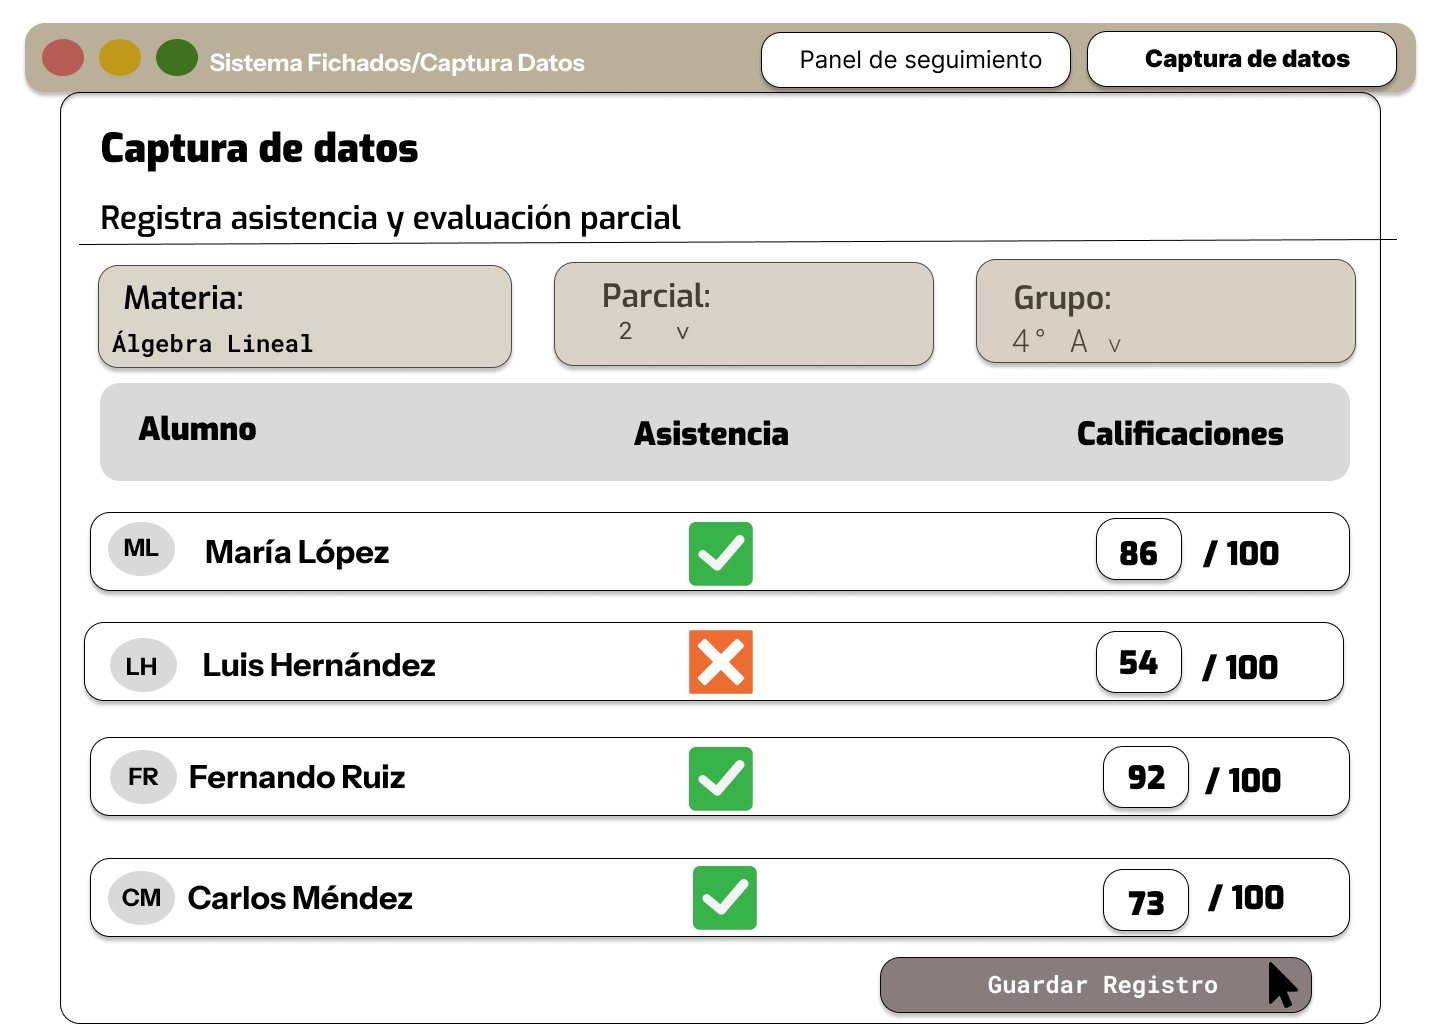 Sistema Fichados/Captura Datos
Panel de seguimiento
Captura de datos
Captura de datos
Registra asistencia y evaluación parcial
Materia:
Álgebra Lineal
Parcial:
2 v
Grupo:
4° A v
Alumno Asistencia Calificaciones
ML María López 86 / 100
LH Luis Hernández 54 / 100
FR Fernando Ruiz 92 / 100
CM Carlos Méndez 73 / 100
Guardar Registro